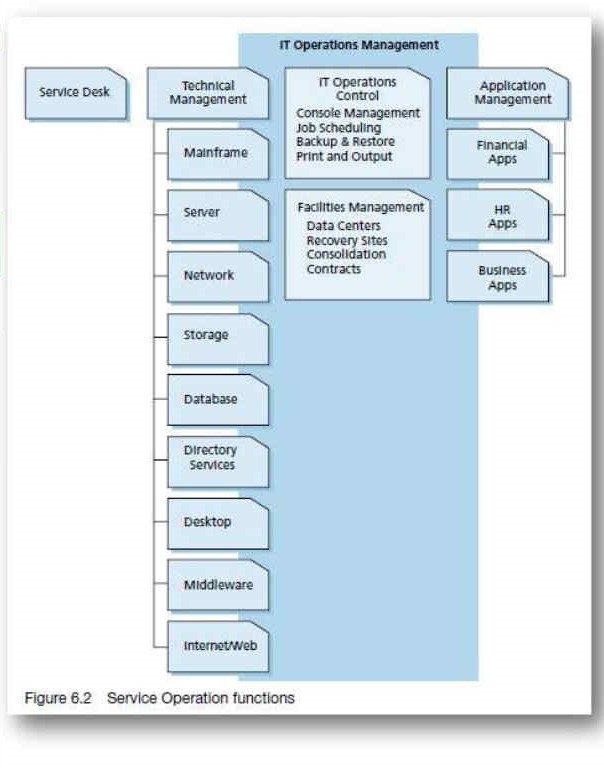 IT Operations Management
Service Desk
Technical
Management
Mainframe
Server
Network
Storage
Database
Directory
Services
Desktop
Middleware
Internet/Web
IT Operations
Control
Console Management
Job Scheduling
Backup & Restore
Print and Output
Facilities Management
Data Centers
Recovery Sites
Consolidation
Contracts
Application
Management
Financial
Apps
HR
Apps
Business
Apps
Figure 6.2 Service Operation functions